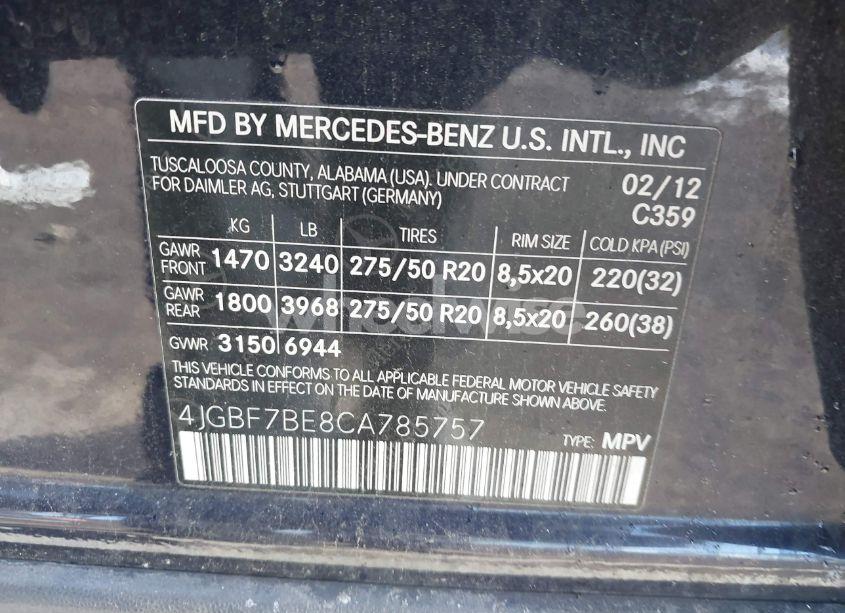 MFD BY MERCEDES-BENZ U.S. INTL., INC
TUSCALOOSA COUNTY, ALABAMA (USA). UNDER CONTRACT
FOR DAIMLER AG, STUTTGART (GERMANY)
02/12
C359
KG LB TIRES RIM SIZE COLD KPA (PSI)
GAWR FRONT 1470 3240 275/50 R20 8,5x20 220(32)
GAWR REAR 1800 3968 275/50 R20 8,5x20 260(38)
GVWR 3150 6944
THIS VEHICLE CONFORMS TO ALL APPLICABLE FEDERAL MOTOR VEHICLE SAFETY
STANDARDS IN EFFECT ON THE DATE OF MANUFACTURE SHOWN ABOVE.
4JGBF7BE8CA785757
TYPE: MPV